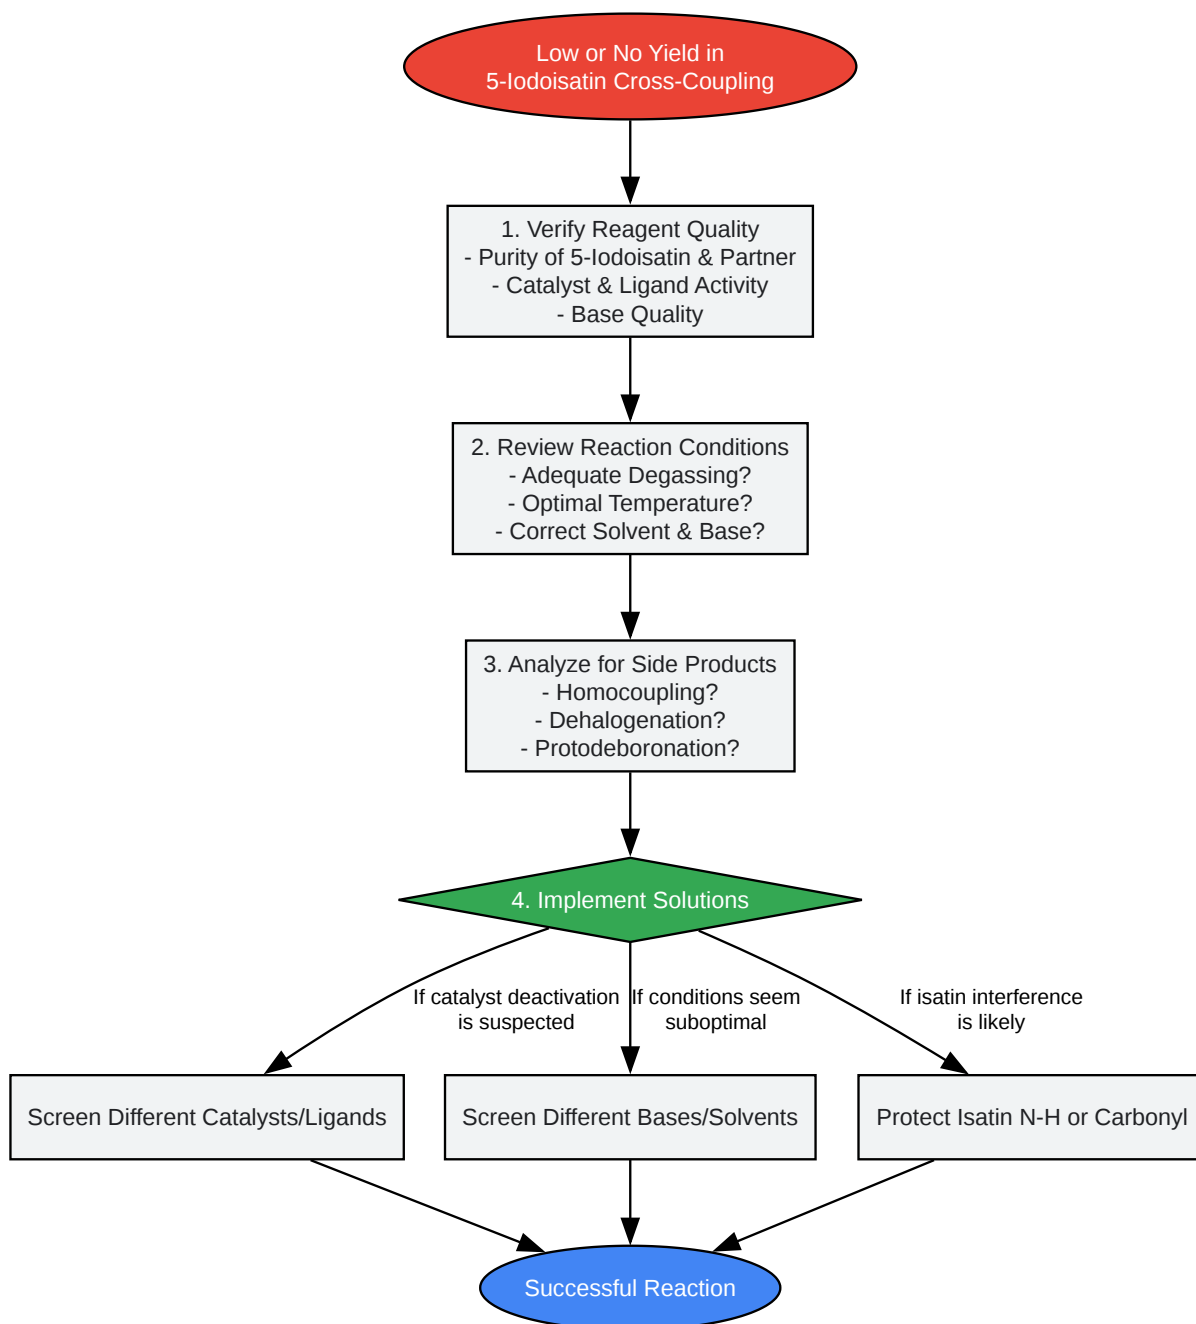 Low or No Yield in
5-Iodoisatin Cross-Coupling
1. Verify Reagent Quality
- Purity of 5-Iodoisatin & Partner
- Catalyst & Ligand Activity
- Base Quality
2. Review Reaction Conditions
- Adequate Degassing?
- Optimal Temperature?
- Correct Solvent & Base?
3. Analyze for Side Products
- Homocoupling?
- Dehalogenation?
- Protodeboronation?
4. Implement Solutions
If catalyst deactivation
is suspected
If conditions seem
suboptimal
If isatin interference
is likely
Screen Different Catalysts/Ligands
Screen Different Bases/Solvents
Protect Isatin N-H or Carbonyl
Successful Reaction